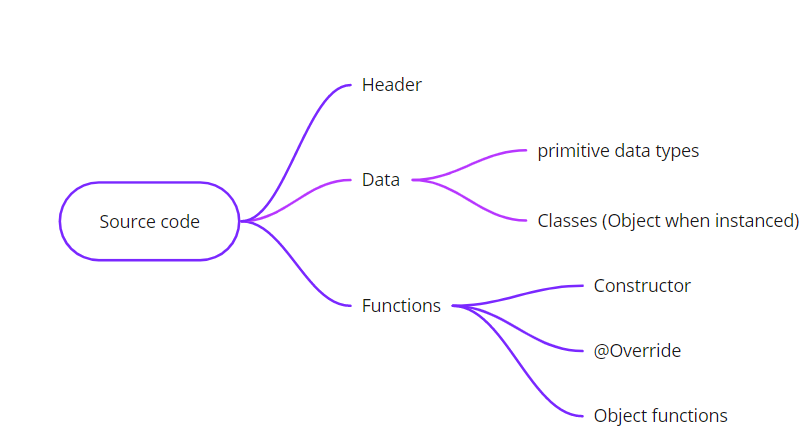 Header
primitive data types
Data
Source code
Classes (Object when instanced)
Constructor
Functions
@Override
Object functions